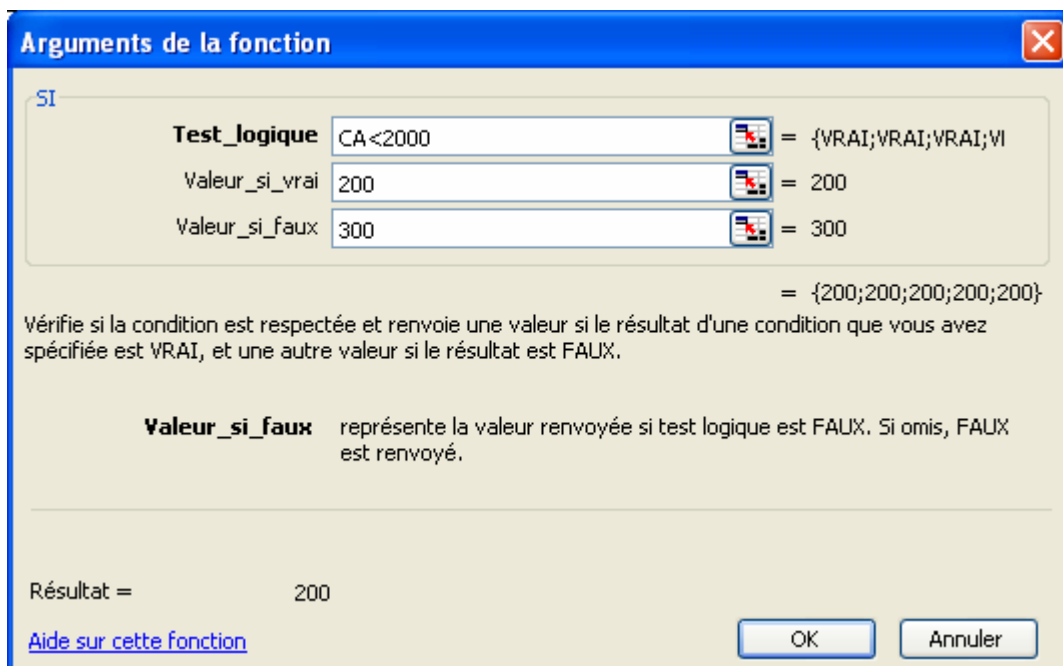 Arguments de la fonction
SI
Test_logique CA<2000 = {VRAI;VRAI;VRAI;VI
Valeur_si_vrai 200 = 200
Valeur_si_faux 300 = 300
= {200;200;200;200;200}
Vérifie si la condition est respectée et renvoie une valeur si le résultat d'une condition que vous avez
spécifiée est VRAI, et une autre valeur si le résultat est FAUX.
Valeur_si_faux représente la valeur renvoyée si test logique est FAUX. Si omis, FAUX
est renvoyé.
Résultat = 200
Aide sur cette fonction OK Annuler